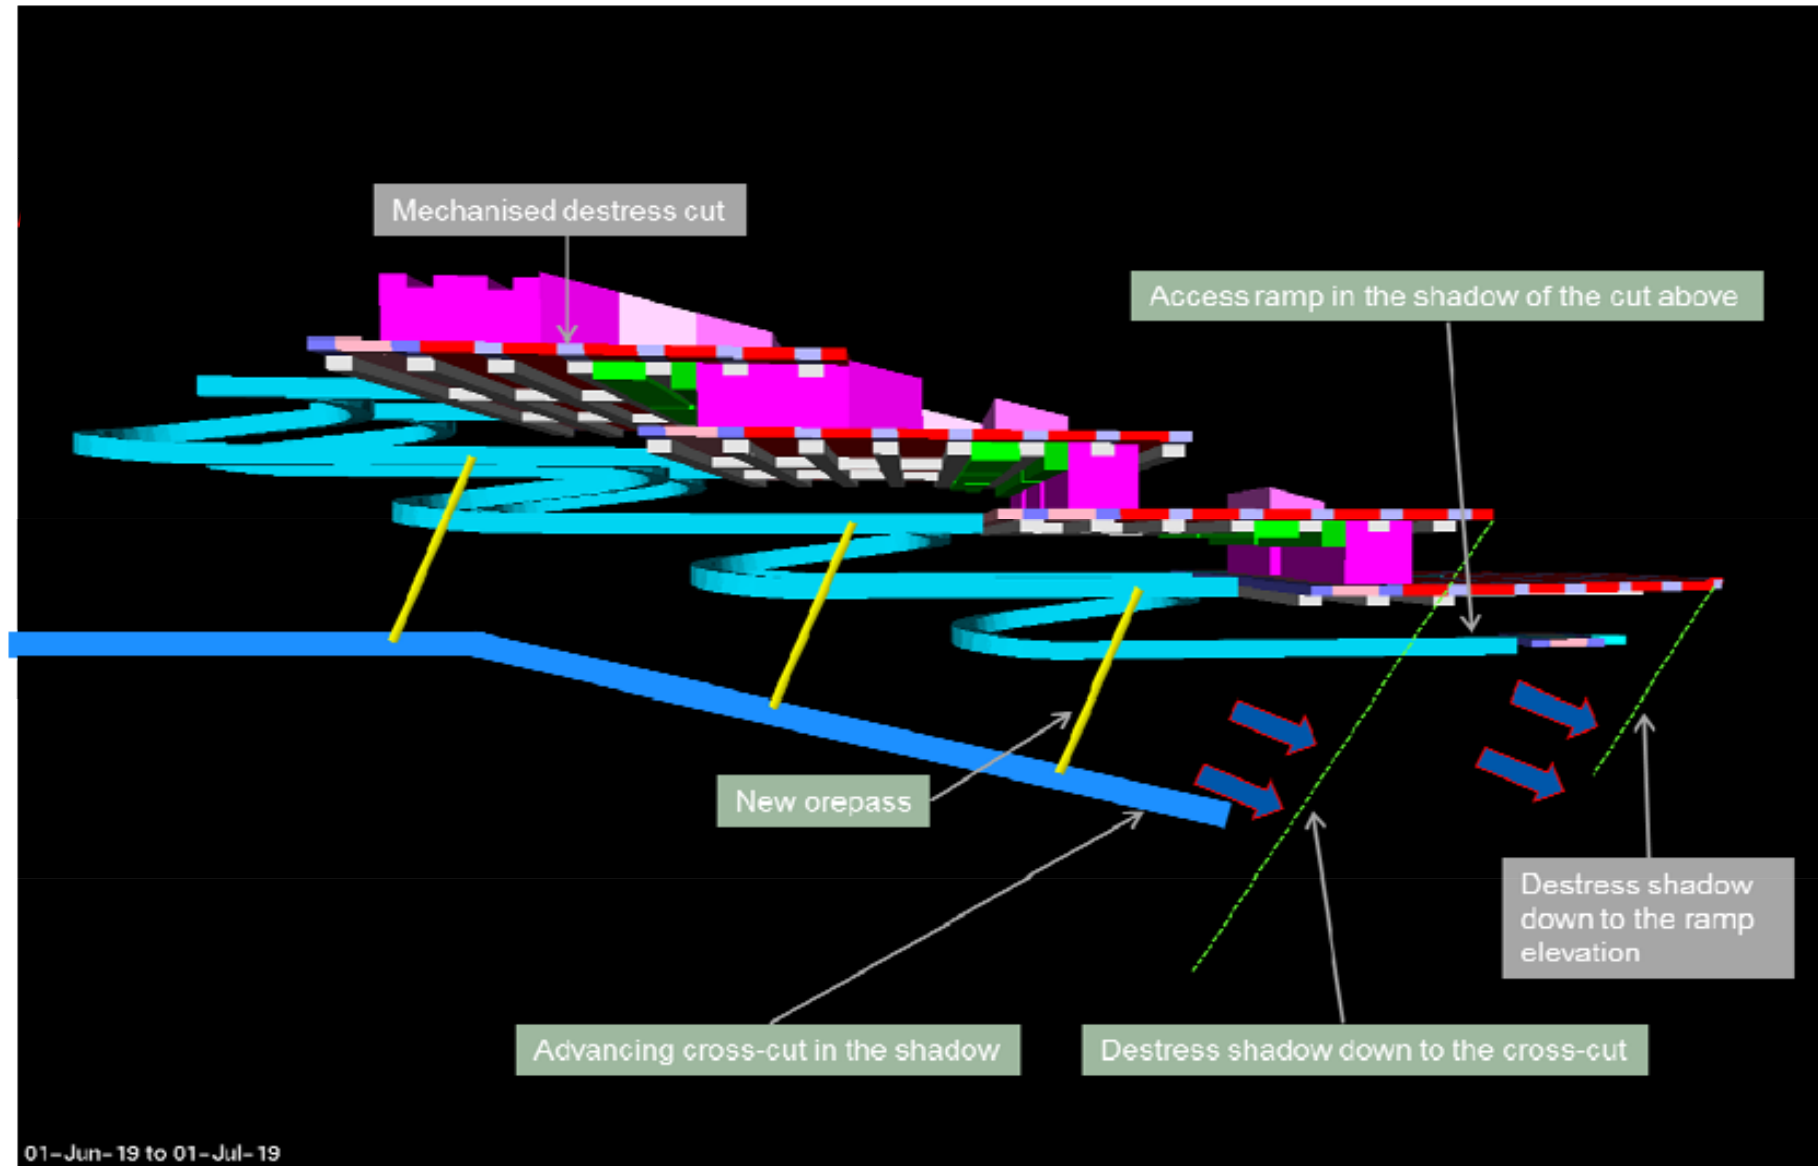 Mechanised destress cut
Access ramp in the shadow of the cut above
New orepass
Destress shadow
down to the ramp
elevation
Advancing cross-cut in the shadow
Destress shadow down to the cross-cut
01-Jun-19 to 01-Jul-19